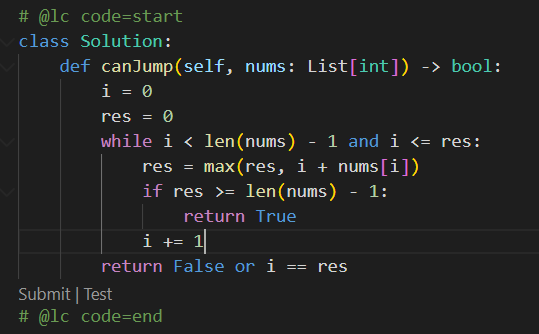 # @lc code=start
class Solution:
    def canJump(self, nums: List[int]) -> bool:
        i = 0
        res = 0
        while i < len(nums) - 1 and i <= res:
            res = max(res, i + nums[i])
            if res >= len(nums) - 1:
                return True
            i += 1
        return False or i == res
Submit | Test
# @lc code=end